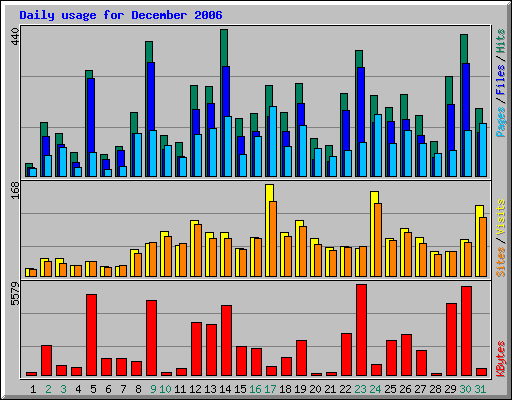 Daily usage for December 2006
440
Pages / Files / Hits
168
Sites / Visits
5579
KBytes
1 2 3 4 5 6 7 8 9 10 11 12 13 14 15 16 17 18 19 20 21 22 23 24 25 26 27 28 29 30 31